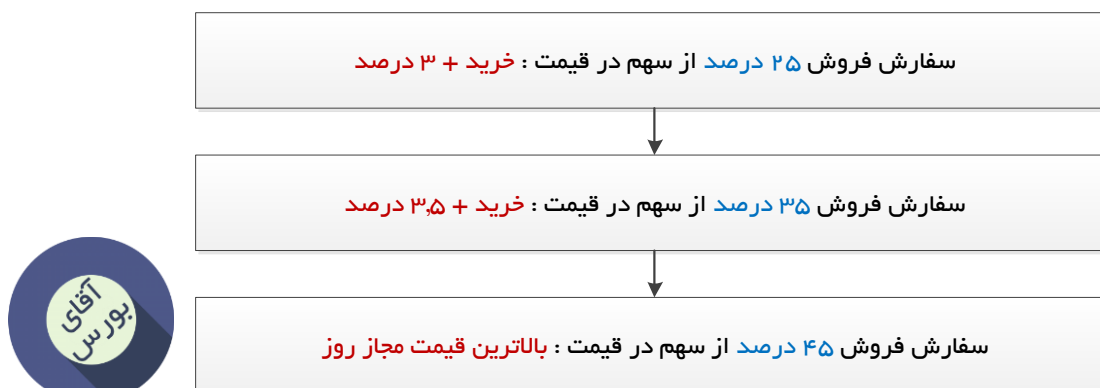 سفارش فروش ۲۵ درصد از سهم در قیمت : خرید + ۳ درصد
سفارش فروش ۳۵ درصد از سهم در قیمت : خرید + ۳,۵ درصد
سفارش فروش ۴۵ درصد از سهم در قیمت : بالاترین قیمت مجاز روز
آقای
بورس